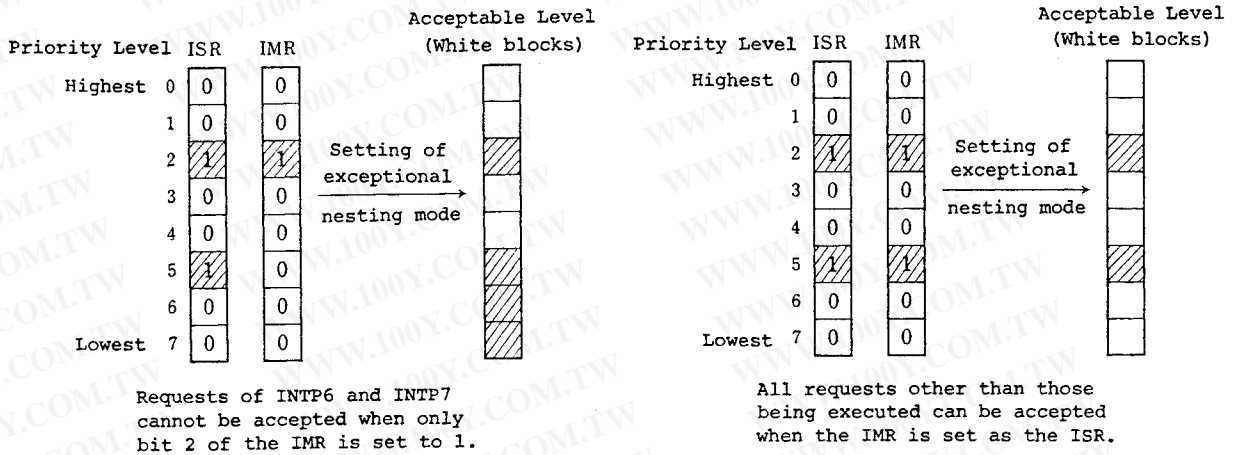 Acceptable Level
(White blocks)
Priority Level ISR IMR
Highest 0 0 0
1 0 0
2 1 1
3 0 0
4 0 0
5 1 0
6 0 0
Lowest 7 0 0
Setting of
exceptional
nesting mode
Requests of INTP6 and INTP7
cannot be accepted when only
bit 2 of the IMR is set to 1.
Acceptable Level
(White blocks)
Priority Level ISR IMR
Highest 0 0 0
1 0 0
2 1 1
3 0 0
4 0 0
5 1 1
6 0 0
Lowest 7 0 0
Setting of
exceptional
nesting mode
All requests other than those
being executed can be accepted
when the IMR is set as the ISR.
WWW.100Y.COM.TW